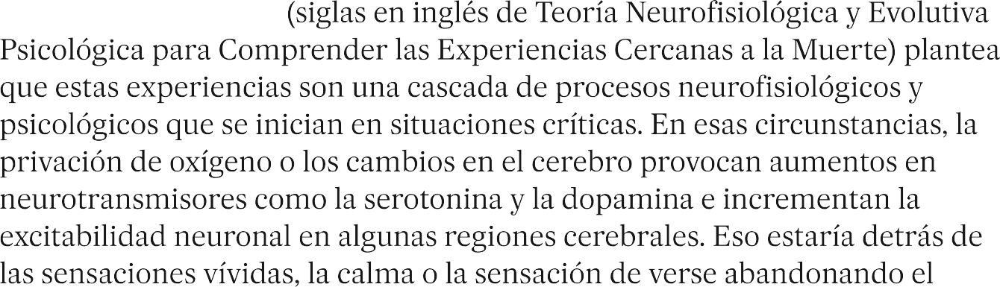 (siglas en inglés de Teoría Neurofisiológica y Evolutiva
Psicológica para Comprender las Experiencias Cercanas a la Muerte) plantea
que estas experiencias son una cascada de procesos neurofisiológicos y
psicológicos que se inician en situaciones críticas. En esas circunstancias, la
privación de oxígeno o los cambios en el cerebro provocan aumentos en
neurotransmisores como la serotonina y la dopamina e incrementan la
excitabilidad neuronal en algunas regiones cerebrales. Eso estaría detrás de
las sensaciones vívidas, la calma o la sensación de verse abandonando el